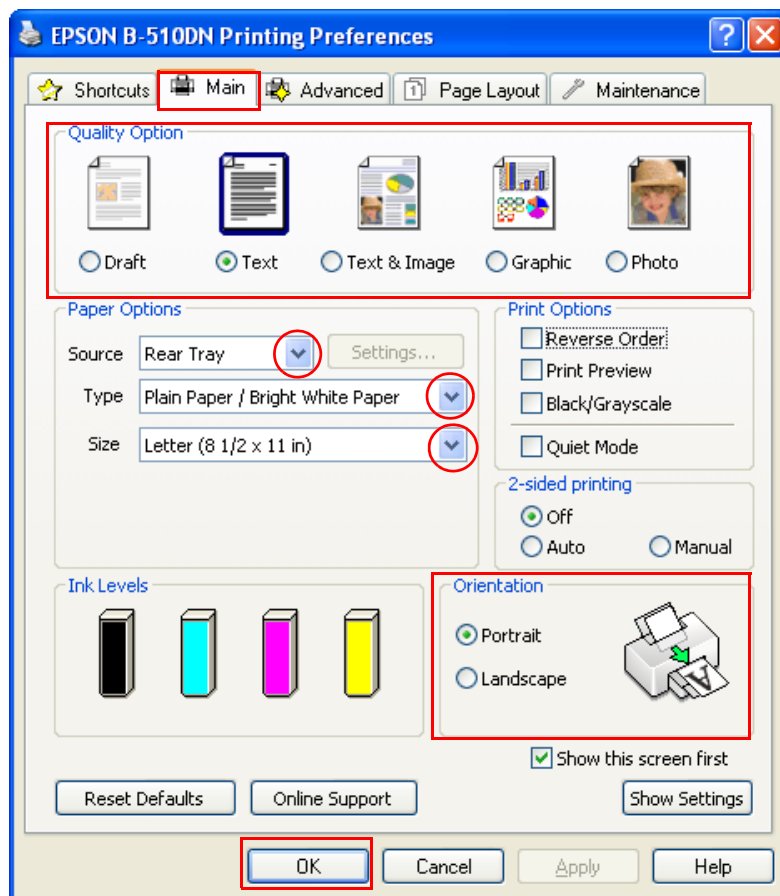 EPSON B-510DN Printing Preferences
Shortcuts Main Advanced Page Layout Maintenance
Quality Option
Draft Text Text & Image Graphic Photo
Paper Options
Source Rear Tray Settings...
Type Plain Paper / Bright White Paper
Size Letter (8 1/2 x 11 in)
Print Options
Reverse Order
Print Preview
Black/Grayscale
Quiet Mode
2-sided printing
Off
Auto Manual
Ink Levels
Orientation
Portrait
Landscape
A
Show this screen first
Reset Defaults Online Support Show Settings
OK Cancel Apply Help